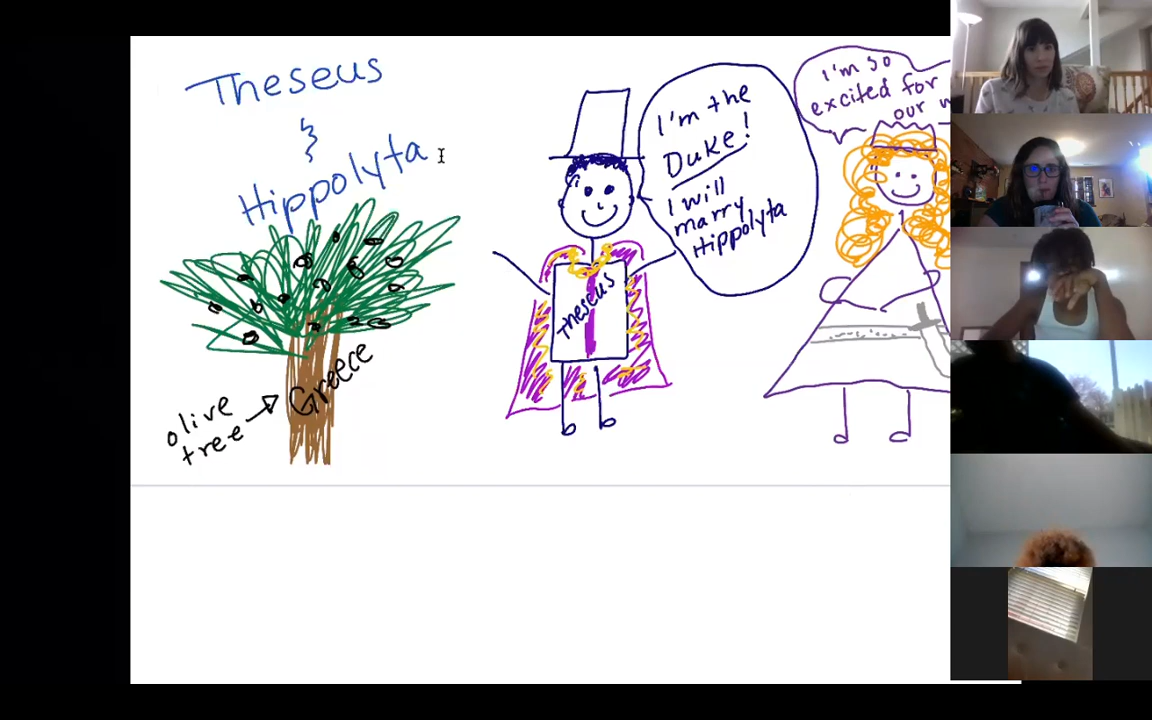 Theseus
&
Hippolyta
olive
tree →
Greece
Theseus
I'm the
Duke!
I will
marry
Hippolyta
I'm so
excited for
our w